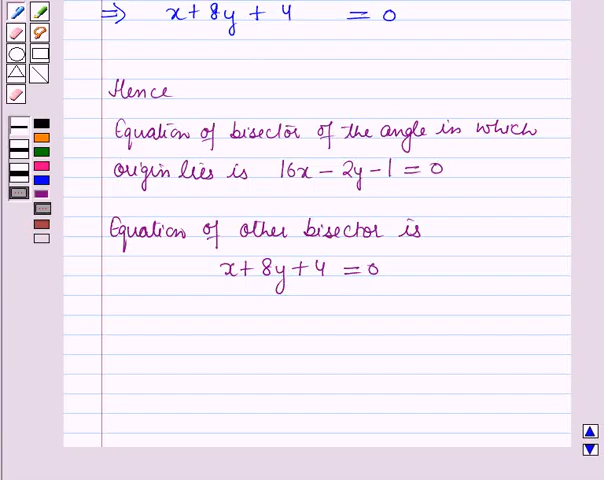 ⇒ x + 8y + 4 = 0
Hence
Equation of bisector of the angle in which
origin lies is 16x - 2y - 1 = 0
Equation of other bisector is
x + 8y + 4 = 0